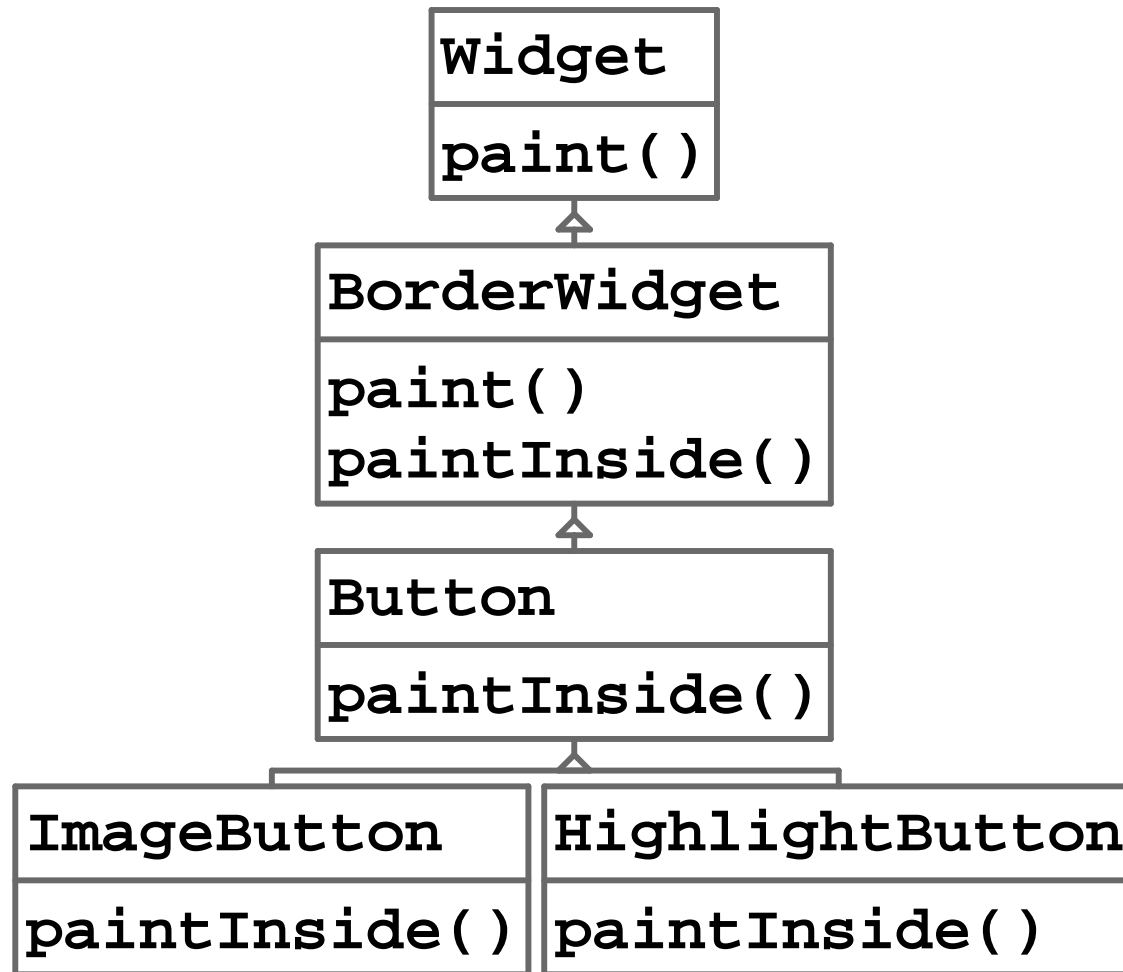 Widget
paint()
BorderWidget
paint()
paintInside()
Button
paintInside()
ImageButton
paintInside()
HighlightButton
paintInside()